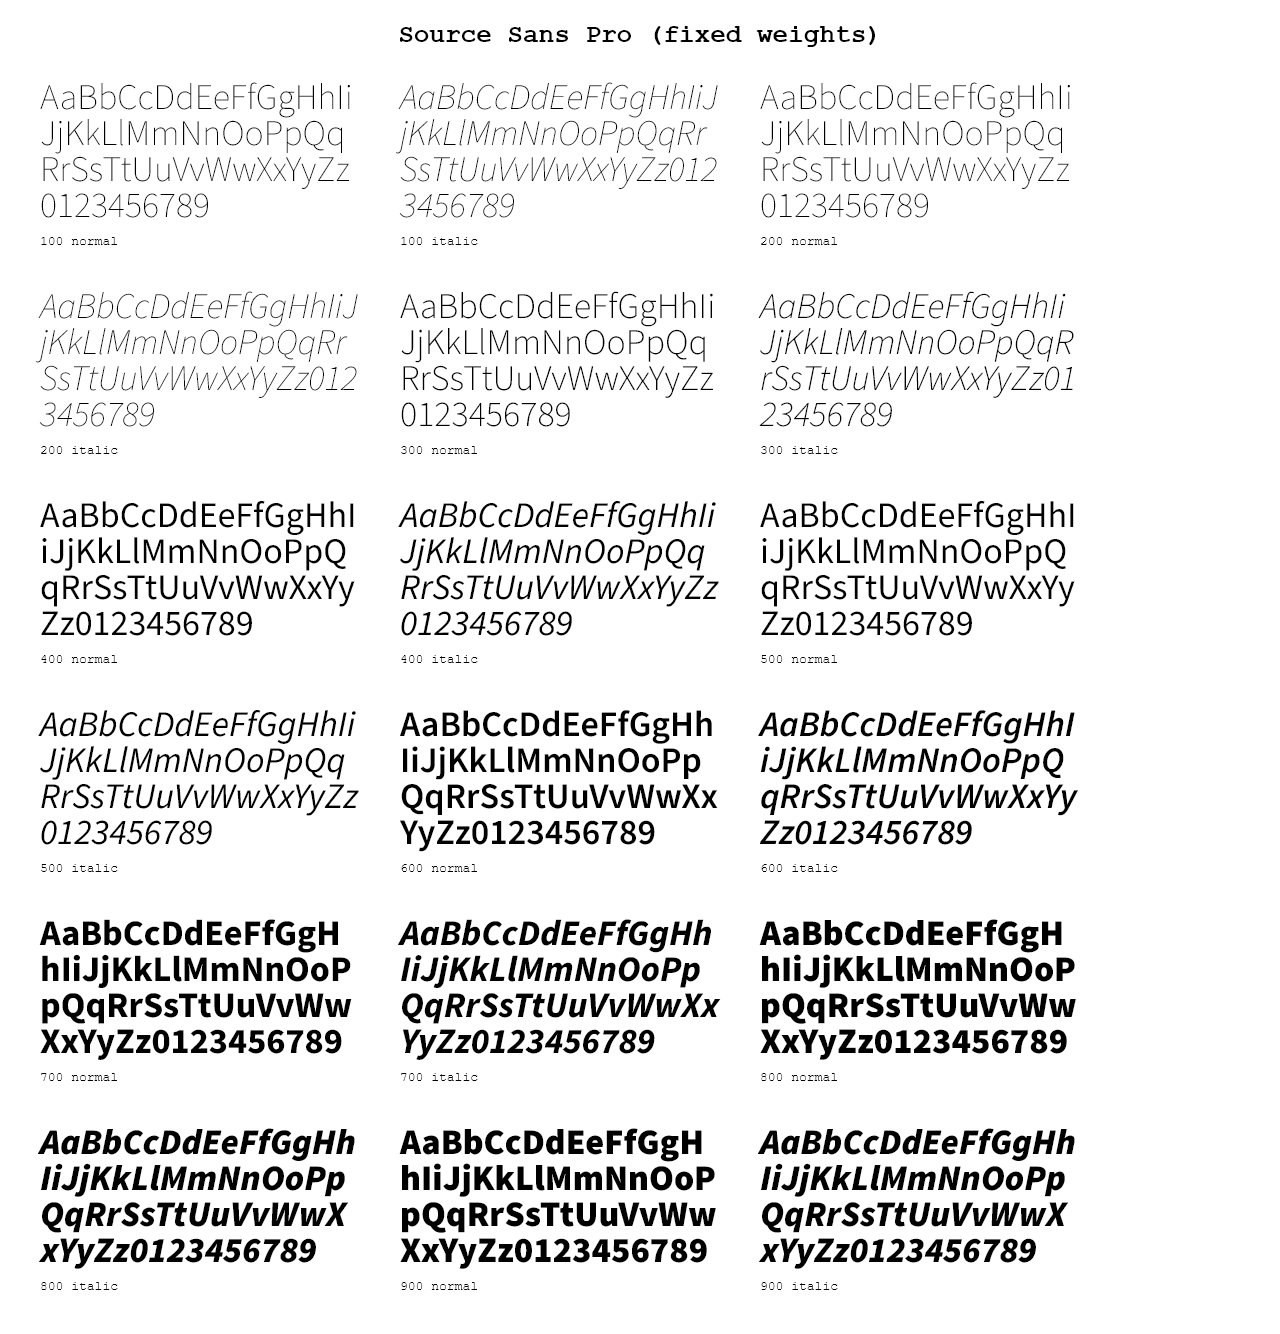 Source Sans Pro (fixed weights)
AaBbCcDdEeFfGgHhIi
JjKkLlMmNnOoPpQq
RrSsTtUuVvWwXxYyZz
0123456789
100 normal
AaBbCcDdEeFfGgHhIiJ
jKkLlMmNnOoPpQqRr
SsTtUuVvWwXxYyZz012
3456789
100 italic
AaBbCcDdEeFfGgHhIi
JjKkLlMmNnOoPpQq
RrSsTtUuVvWwXxYyZz
0123456789
200 normal
AaBbCcDdEeFfGgHhIiJ
jKkLlMmNnOoPpQqRr
SsTtUuVvWwXxYyZz012
3456789
200 italic
AaBbCcDdEeFfGgHhIi
JjKkLlMmNnOoPpQq
RrSsTtUuVvWwXxYyZz
0123456789
300 normal
AaBbCcDdEeFfGgHhIi
JjKkLlMmNnOoPpQqR
rSsTtUuVvWwXxYyZz01
23456789
300 italic
AaBbCcDdEeFfGgHhI
iJjKkLlMmNnOoPpQ
qRrSsTtUuVvWwXxYy
Zz0123456789
400 normal
AaBbCcDdEeFfGgHhIi
JjKkLlMmNnOoPpQq
RrSsTtUuVvWwXxYyZz
0123456789
400 italic
AaBbCcDdEeFfGgHhI
iJjKkLlMmNnOoPpQ
qRrSsTtUuVvWwXxYy
Zz0123456789
500 normal
AaBbCcDdEeFfGgHhIi
JjKkLlMmNnOoPpQq
RrSsTtUuVvWwXxYyZz
0123456789
500 italic
AaBbCcDdEeFfGgHh
IiJjKkLlMmNnOoPp
QqRrSsTtUuVvWwXx
YyZz0123456789
600 normal
AaBbCcDdEeFfGgHhI
iJjKkLlMmNnOoPpQ
qRrSsTtUuVvWwXxYy
Zz0123456789
600 italic
AaBbCcDdEeFfGgH
hIiJjKkLlMmNnOoP
pQqRrSsTtUuVvWw
XxYyZz0123456789
700 normal
AaBbCcDdEeFfGgHh
IiJjKkLlMmNnOoPp
QqRrSsTtUuVvWwXx
YyZz0123456789
700 italic
AaBbCcDdEeFfGgH
hIiJjKkLlMmNnOoP
pQqRrSsTtUuVvWw
XxYyZz0123456789
800 normal
AaBbCcDdEeFfGgHh
IiJjKkLlMmNnOoPp
QqRrSsTtUuVvWwX
xYyZz0123456789
800 italic
AaBbCcDdEeFfGgH
hIiJjKkLlMmNnOoP
pQqRrSsTtUuVvWw
XxYyZz0123456789
900 normal
AaBbCcDdEeFfGgHh
IiJjKkLlMmNnOoPp
QqRrSsTtUuVvWwX
xYyZz0123456789
900 italic